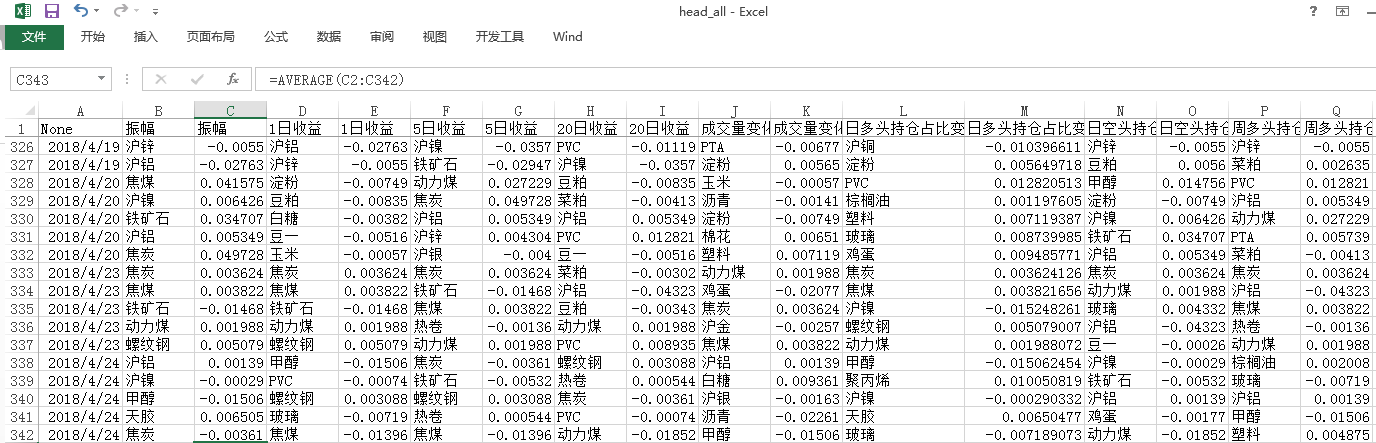 head_all - Excel
?
文件 开始 插入 页面布局 公式 数据 审阅 视图 开发工具 Wind
C343 fx =AVERAGE(C2:C342)
A B C D E F G H I J K L M N O P Q
1 None 振幅 振幅 1日收益 1日收益 5日收益 5日收益 20日收益 20日收益 成交量变化 成交量变化 日多头持仓占比变 日多头持仓占比变 日空头持仓 日空头持仓 周多头持仓 周多头持仓
326 2018/4/19 沪锌 -0.0055 沪铝 -0.02763 沪镍 -0.0357 PVC -0.01119 PTA -0.00677 沪铜 -0.010396611 沪锌 -0.0055 沪锌 -0.0055
327 2018/4/19 沪铝 -0.02763 沪锌 -0.0055 铁矿石 -0.02947 沪镍 -0.0357 淀粉 0.00565 淀粉 0.005649718 豆粕 0.0056 菜粕 0.002635
328 2018/4/20 焦煤 0.041575 淀粉 -0.00749 动力煤 0.027229 豆粕 -0.00835 玉米 -0.00057 PVC 0.012820513 甲醇 0.014756 PVC 0.012821
329 2018/4/20 沪镍 0.006426 豆粕 -0.00835 焦炭 0.049728 菜粕 -0.00413 沥青 -0.00141 棕榈油 0.001197605 淀粉 -0.00749 沪铝 0.005349
330 2018/4/20 铁矿石 0.034707 白糖 -0.00382 沪铝 0.005349 沪铝 0.005349 淀粉 -0.00749 塑料 0.007119387 沪镍 0.006426 动力煤 0.027229
331 2018/4/20 沪铝 0.005349 豆一 -0.00516 沪锌 0.004304 PVC 0.012821 棉花 0.00651 玻璃 0.008739985 铁矿石 0.034707 PTA 0.005739
332 2018/4/20 焦炭 0.049728 玉米 -0.00057 沪银 -0.004 豆一 -0.00516 塑料 0.007119 鸡蛋 0.009485771 沪铝 0.005349 菜粕 -0.00413
333 2018/4/23 焦炭 0.003624 焦炭 0.003624 焦炭 0.003624 菜粕 -0.00302 动力煤 0.001988 焦炭 0.003624126 焦炭 0.003624 焦炭 0.003624
334 2018/4/23 焦煤 0.003822 焦煤 0.003822 铁矿石 -0.01468 沪铝 -0.04323 鸡蛋 -0.02077 焦煤 0.003821656 动力煤 0.001988 沪铝 -0.04323
335 2018/4/23 铁矿石 -0.01468 铁矿石 -0.01468 焦煤 0.003822 豆粕 -0.00343 焦炭 0.003624 沪镍 -0.015248261 玻璃 0.004332 焦煤 0.003822
336 2018/4/23 动力煤 0.001988 动力煤 0.001988 热卷 -0.00136 动力煤 0.001988 沪金 -0.00257 螺纹钢 0.005079007 沪铝 -0.04323 热卷 -0.00136
337 2018/4/23 螺纹钢 0.005079 螺纹钢 0.005079 动力煤 0.001988 PVC 0.008935 焦煤 0.003822 动力煤 0.001988072 豆一 -0.00026 动力煤 0.001988
338 2018/4/24 沪铝 0.00139 甲醇 -0.01506 焦炭 -0.00361 螺纹钢 0.003088 沪铝 0.00139 甲醇 -0.015062454 沪镍 -0.00029 棕榈油 0.002008
339 2018/4/24 沪镍 -0.00029 PVC -0.00074 铁矿石 -0.00532 热卷 0.000544 白糖 0.009361 聚丙烯 0.010050819 铁矿石 -0.00532 玻璃 -0.00719
340 2018/4/24 甲醇 -0.01506 螺纹钢 0.003088 螺纹钢 0.003088 焦炭 -0.00361 沪银 -0.00163 沪镍 -0.000290332 沪铝 0.00139 沪铝 0.00139
341 2018/4/24 天胶 0.006505 玻璃 -0.00719 热卷 0.000544 PVC -0.00074 沥青 -0.02261 天胶 0.00650477 鸡蛋 -0.00177 甲醇 -0.01506
342 2018/4/24 焦炭 -0.00361 焦煤 -0.01396 焦煤 -0.01396 动力煤 -0.01852 甲醇 -0.01506 玻璃 -0.007189073 动力煤 -0.01852 塑料 0.004875